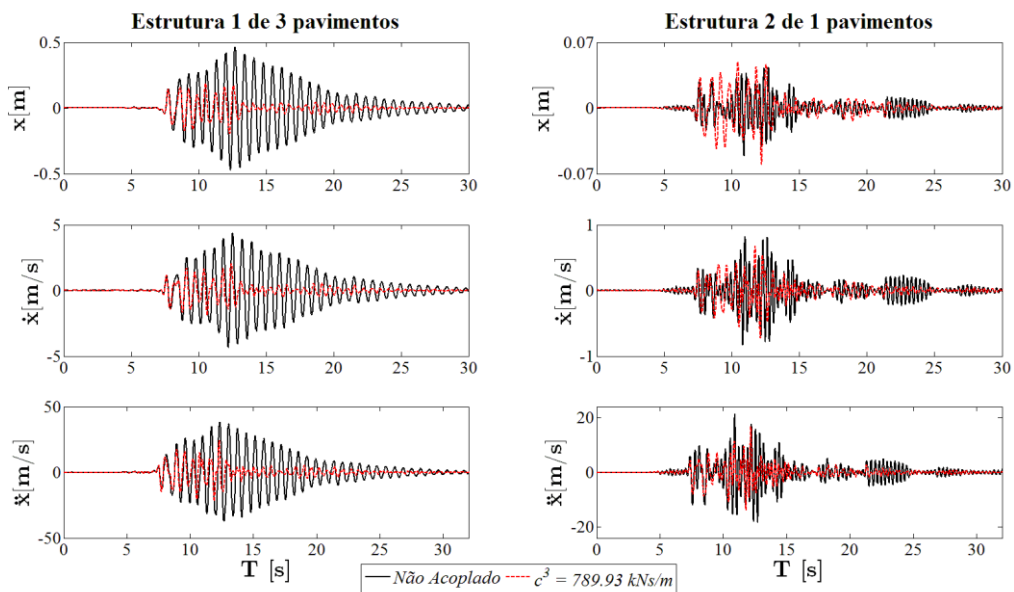 Estrutura 1 de 3 pavimentos
0.5
0
-0.5
x[m]
0 5 10 15 20 25 30
5
0
-5
ẋ[m/s]
0 5 10 15 20 25 30
50
0
-50
ẍ[m/s]
0 5 10 15 20 25 30
T [s]
Estrutura 2 de 1 pavimentos
0.07
0
-0.07
x[m]
0 5 10 15 20 25 30
1
0
-1
ẋ[m/s]
0 5 10 15 20 25 30
20
0
-20
ẍ[m/s]
0 5 10 15 20 25 30
T [s]
Não Acoplado c³ = 789.93 kNs/m